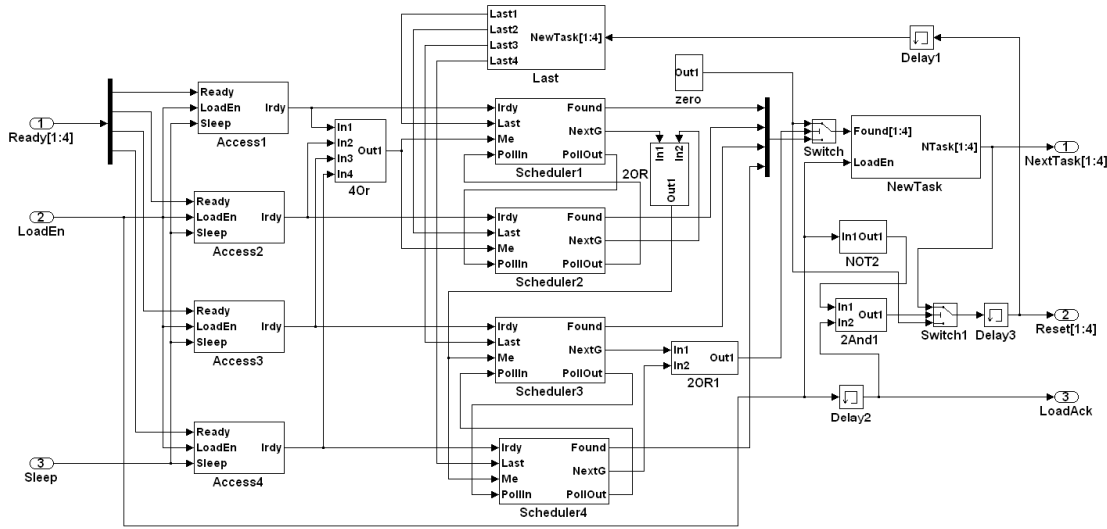 Last1
Last2
Last3
Last4
NewTask[1:4]
Last
Delay1
Out1
zero
1
Ready[1:4]
Ready
LoadEn
Sleep
Irdy
Access1
In1
In2
In3
In4
Out1
4Or
Irdy
Last
Me
PollIn
Found
NextG
PollOut
Scheduler1
In1
In2
Out1
2OR
Switch
Found[1:4]
LoadEn
NTask[1:4]
NewTask
1
NextTask[1:4]
2
LoadEn
Ready
LoadEn
Sleep
Irdy
Access2
Irdy
Last
Me
PollIn
Found
NextG
PollOut
Scheduler2
In1
Out1
NOT2
Ready
LoadEn
Sleep
Irdy
Access3
Irdy
Last
Me
PollIn
Found
NextG
PollOut
Scheduler3
In1
In2
Out1
2OR1
In1
In2
Out1
2And1
Switch1
Delay3
2
Reset[1:4]
Delay2
3
LoadAck
3
Sleep
Ready
LoadEn
Sleep
Irdy
Access4
Irdy
Last
Me
PollIn
Found
NextG
PollOut
Scheduler4